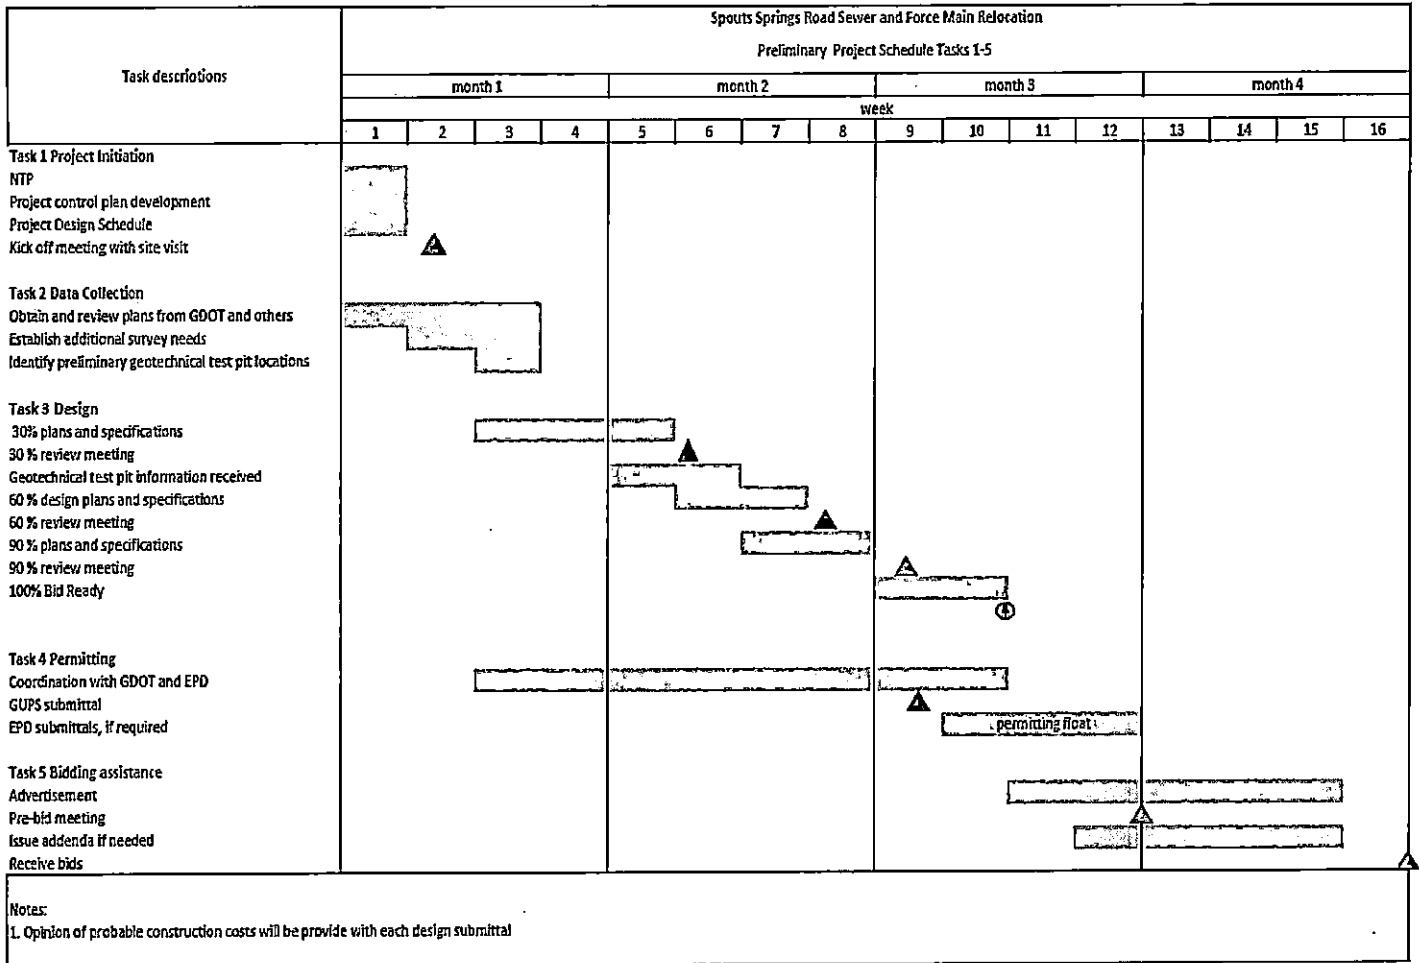 Spouts Springs Road Sewer and Force Main Relocation
Preliminary Project Schedule Tasks 1-5
Task descriotions
month 1 month 2 month 3 month 4
week
1 2 3 4 5 6 7 8 9 10 11 12 13 14 15 16
Task 1 Project Initiation
NTP
Project control plan development
Project Design Schedule
Kick off meeting with site visit
Task 2 Data Collection
Obtain and review plans from GDOT and others
Establish additional survey needs
Identify preliminary geotechnical test pit locations
Task 3 Design
30% plans and specifications
30 % review meeting
Geotechnical test pit information received
60 % design plans and specifications
60 % review meeting
90 % plans and specifications
90 % review meeting
100% Bid Ready
Task 4 Permitting
Coordination with GDOT and EPD
GUPS submittal
EPD submittals, if required
permitting float
Task 5 Bidding assistance
Advertisement
Pre-bid meeting
Issue addenda if needed
Receive bids
Notes:
1. Opinion of probable construction costs will be provide with each design submittal